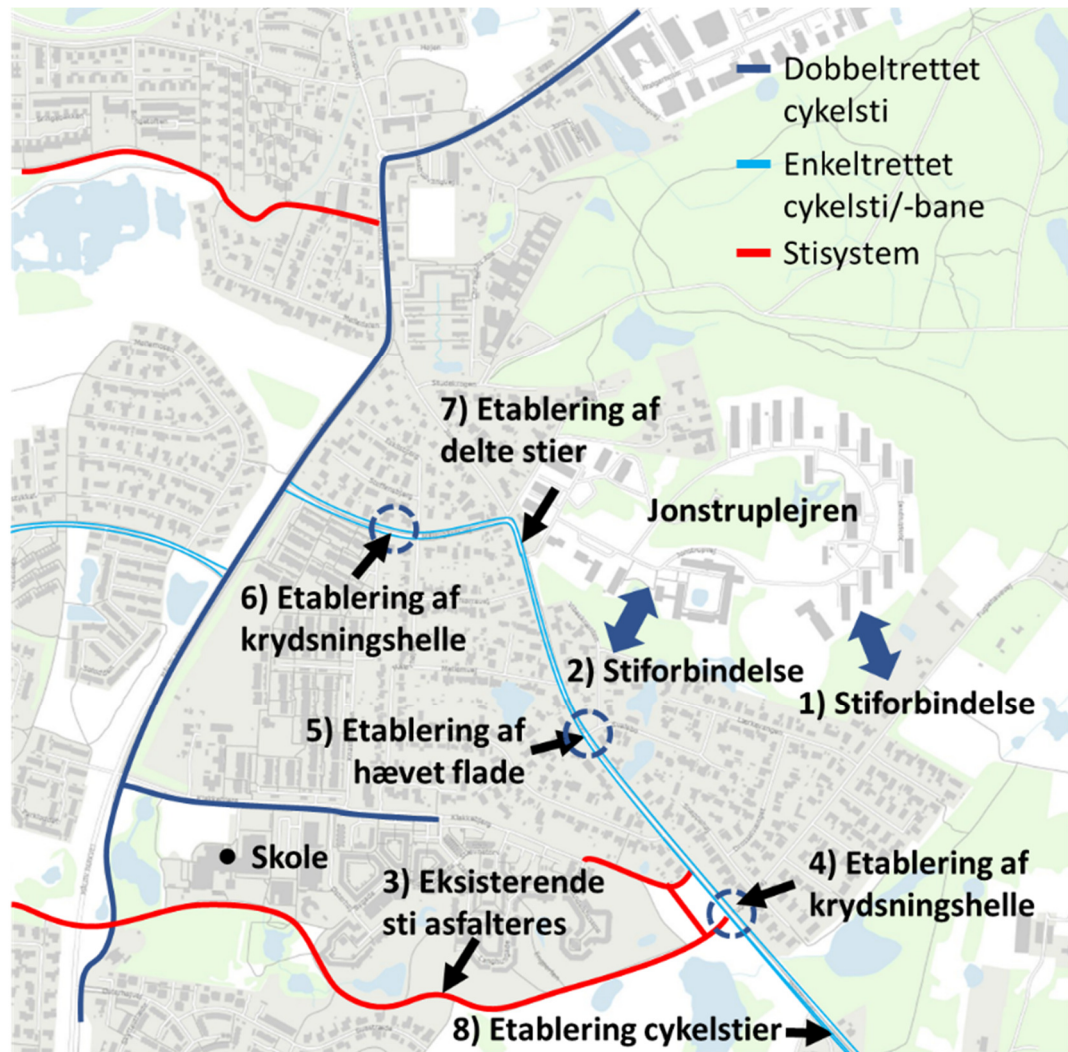 Dobbeltrettet
cykelsti
Enkeltrettet
cykelsti/-bane
Stisystem
7) Etablering af
delte stier
Jonstruplejren
6) Etablering af
krydsningshelle
2) Stiforbindelse
1) Stiforbindelse
5) Etablering af
hævet flade
Skole
3) Eksisterende
sti asfalteres
4) Etablering af
krydsningshelle
8) Etablering cykelstier